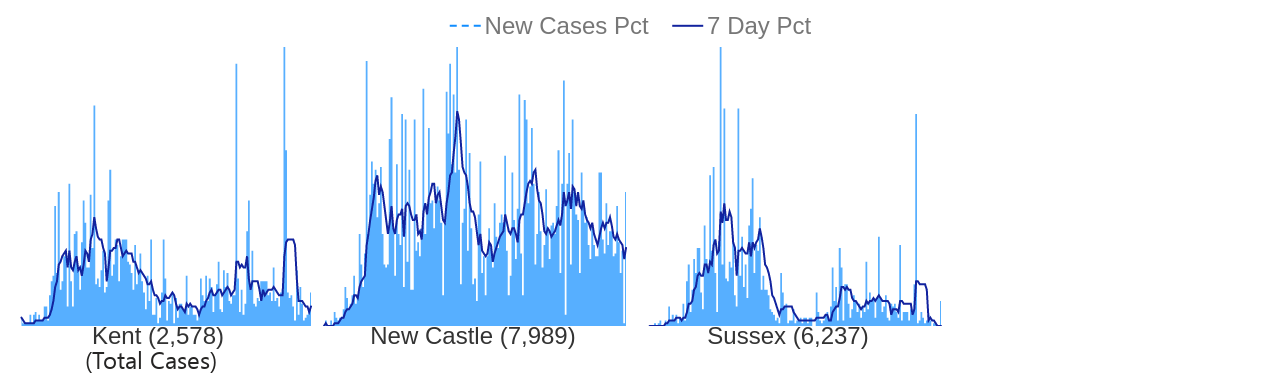 New Cases Pct 7 Day Pct
Kent (2,578) New Castle (7,989) Sussex (6,237)
(Total Cases)